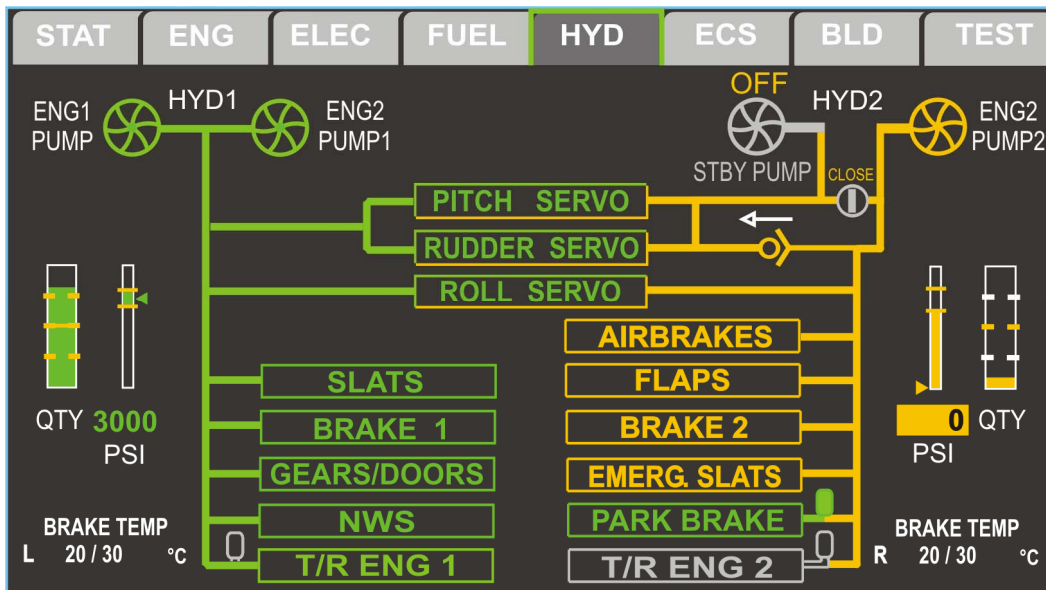 STAT ENG ELEC FUEL HYD ECS BLD TEST
ENG1
PUMP
HYD1
ENG2
PUMP1
OFF
STBY PUMP
HYD2
CLOSE
ENG2
PUMP2
PITCH SERVO
RUDDER SERVO
ROLL SERVO
AIRBRAKES
SLATS
FLAPS
BRAKE 1
BRAKE 2
GEARS/DOORS
EMERG. SLATS
NWS
PARK BRAKE
T/R ENG 1
T/R ENG 2
QTY 3000
PSI
0 QTY
PSI
BRAKE TEMP
L 20 / 30 °C
BRAKE TEMP
R 20 / 30 °C